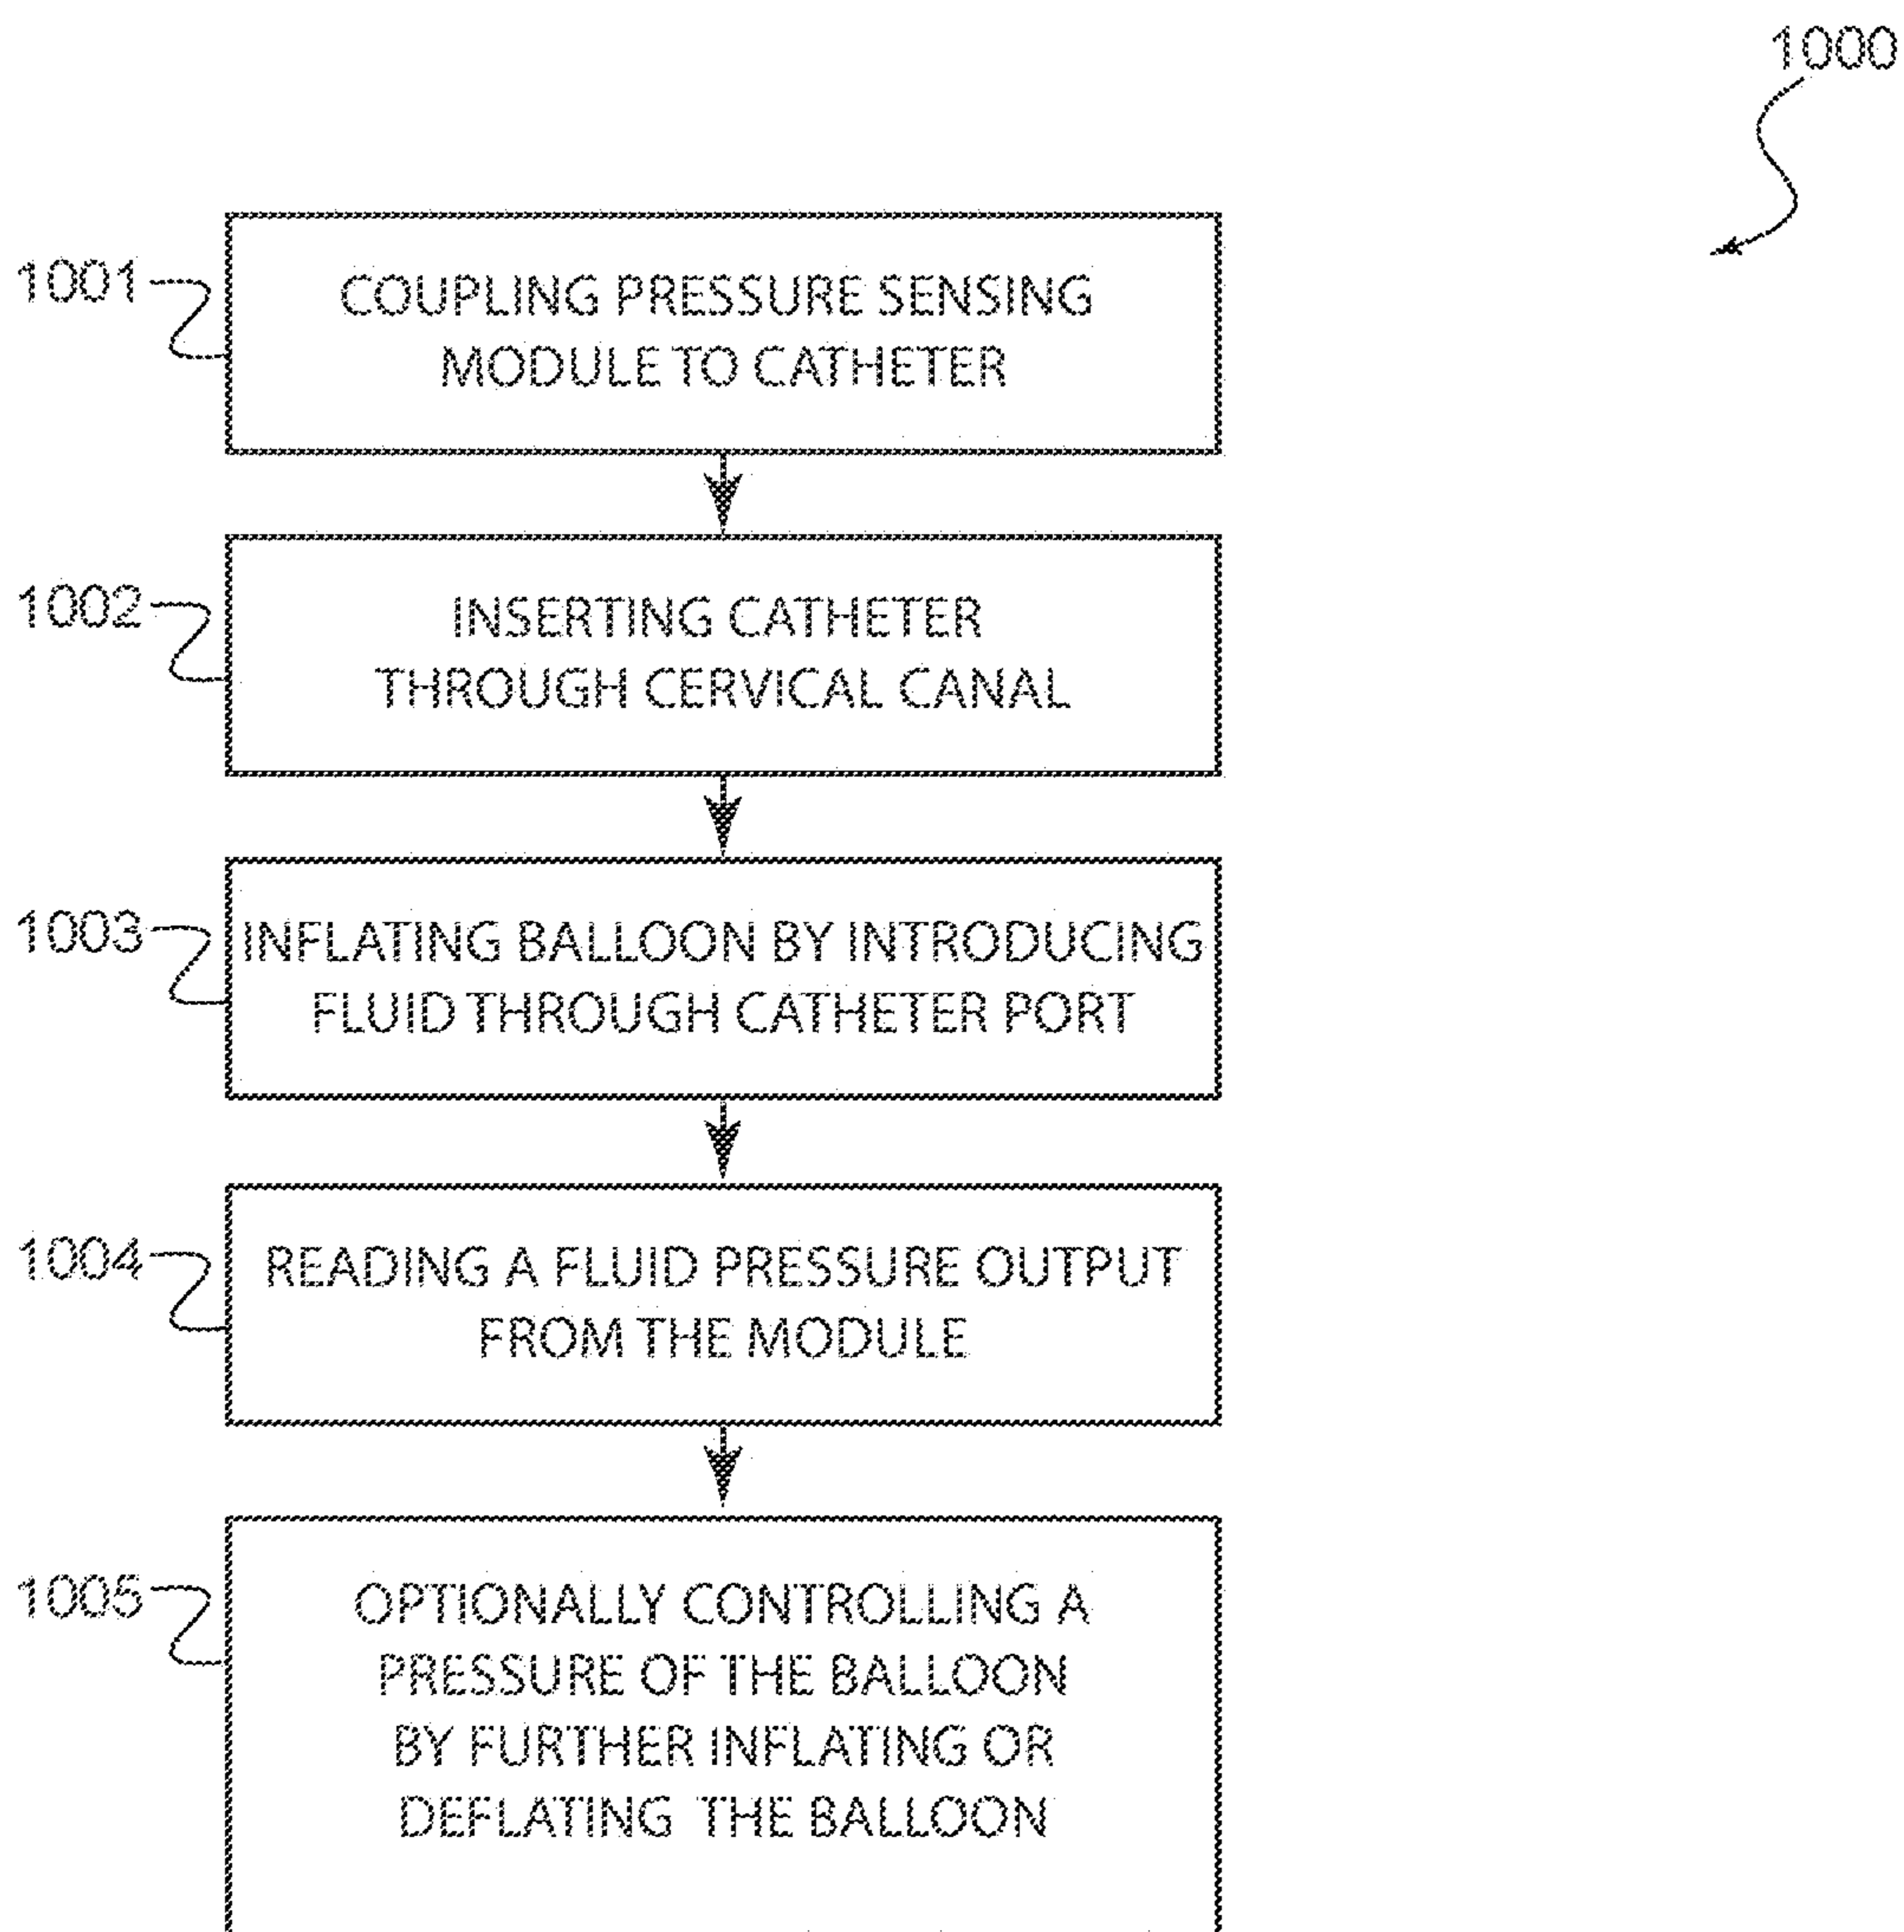 1000
1001
COUPLING PRESSURE SENSING
MODULE TO CATHETER
1002
INSERTING CATHETER
THROUGH CERVICAL CANAL
1003
INFLATING BALLOON BY INTRODUCING
FLUID THROUGH CATHETER PORT
1004
READING A FLUID PRESSURE OUTPUT
FROM THE MODULE
1005
OPTIONALLY CONTROLLING A
PRESSURE OF THE BALLOON
BY FURTHER INFLATING OR
DEFLATING THE BALLOON